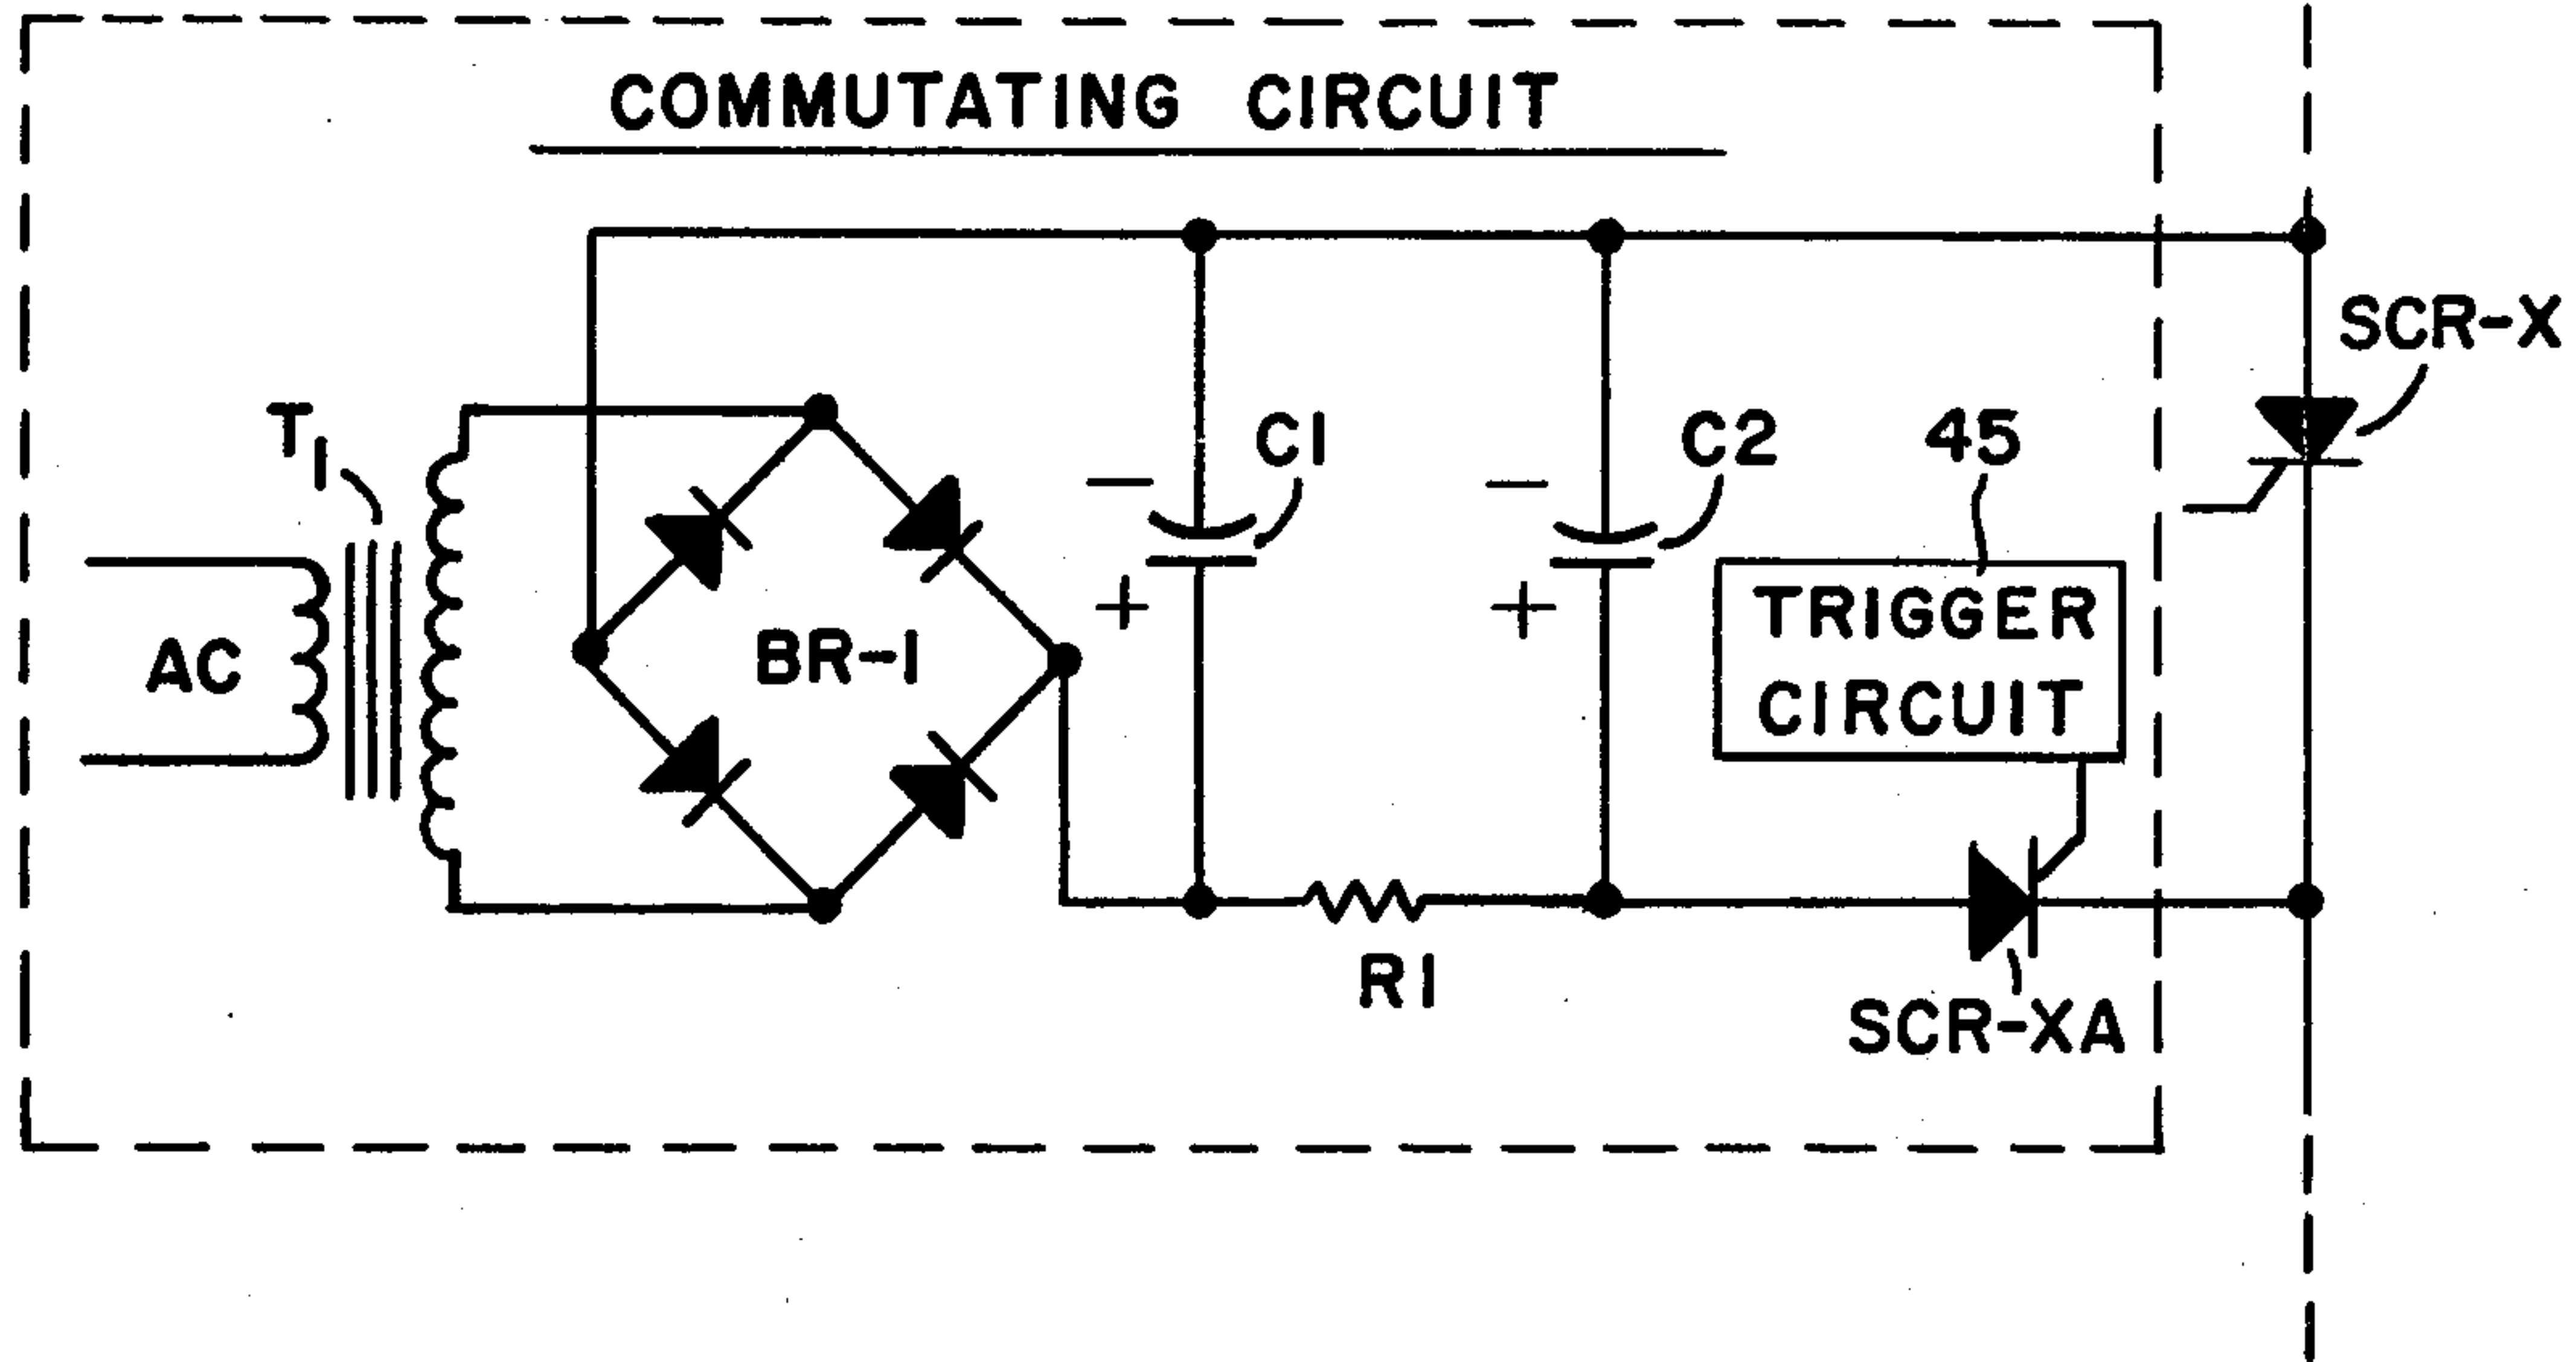 COMMUTATING CIRCUIT
SCR-X
T1
C1
C2
45
−
−
TRIGGER
CIRCUIT
+
+
AC
BR-1
R1
SCR-XA